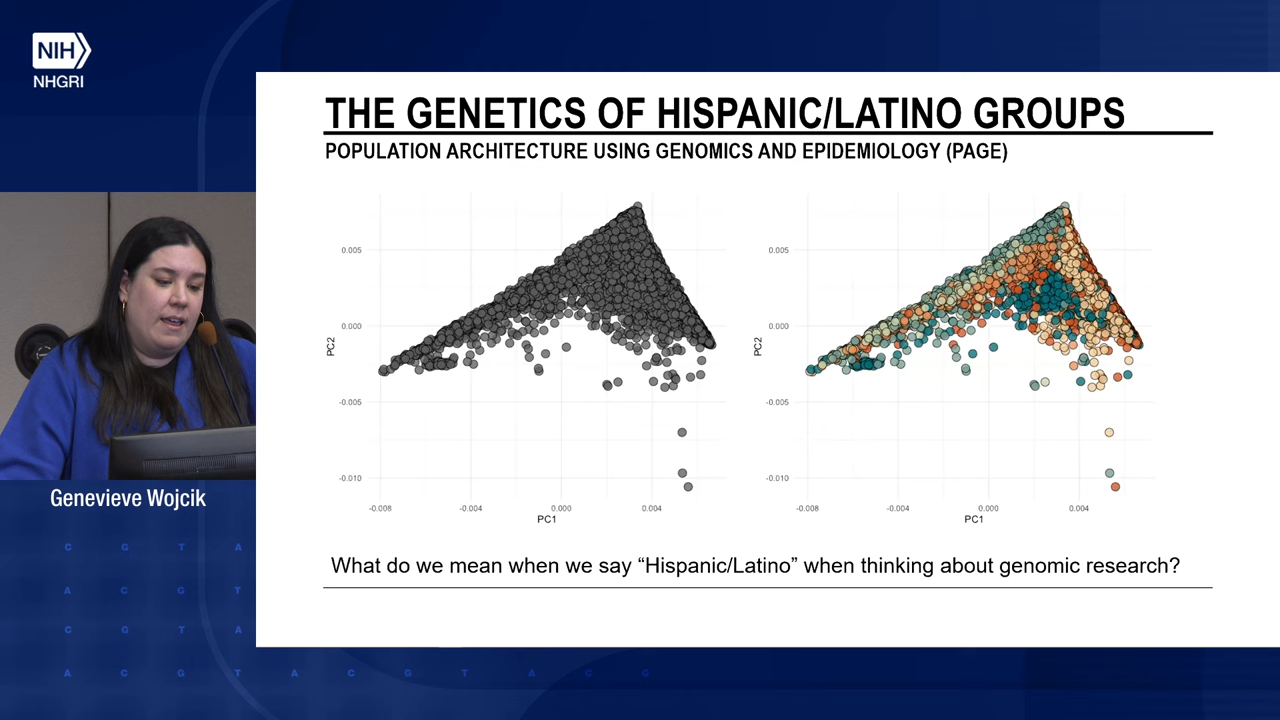 NIH
NHGRI
THE GENETICS OF HISPANIC/LATINO GROUPS
POPULATION ARCHITECTURE USING GENOMICS AND EPIDEMIOLOGY (PAGE)
PC2
0.005
0.000
-0.005
-0.010
-0.008
-0.004
0.000
0.004
PC1
PC2
0.005
0.000
-0.005
-0.010
-0.008
-0.004
0.000
0.004
PC1
What do we mean when we say “Hispanic/Latino” when thinking about genomic research?
Genevieve Wojcik
C G T A
A C G T
C G T A
A C G T A C G T A C G